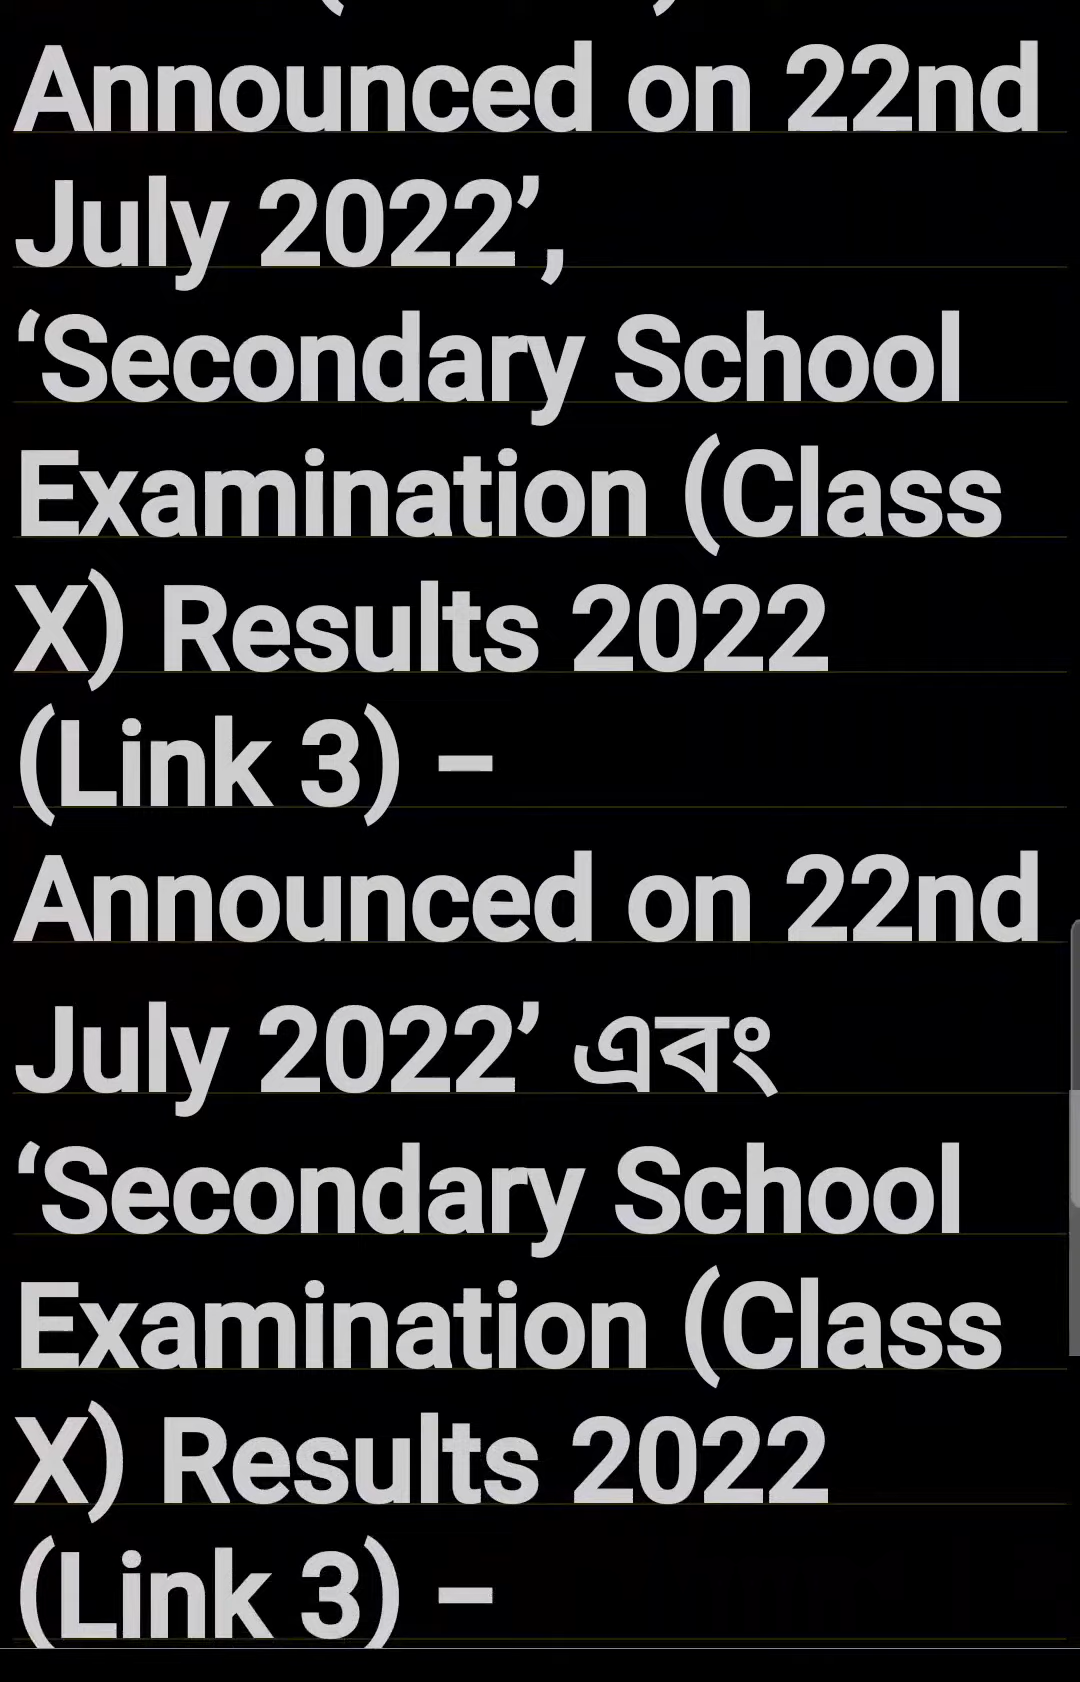 Announced on 22nd
July 2022’,
‘Secondary School
Examination (Class
X) Results 2022
(Link 3) –
Announced on 22nd
July 2022’ এবং
‘Secondary School
Examination (Class
X) Results 2022
(Link 3) –